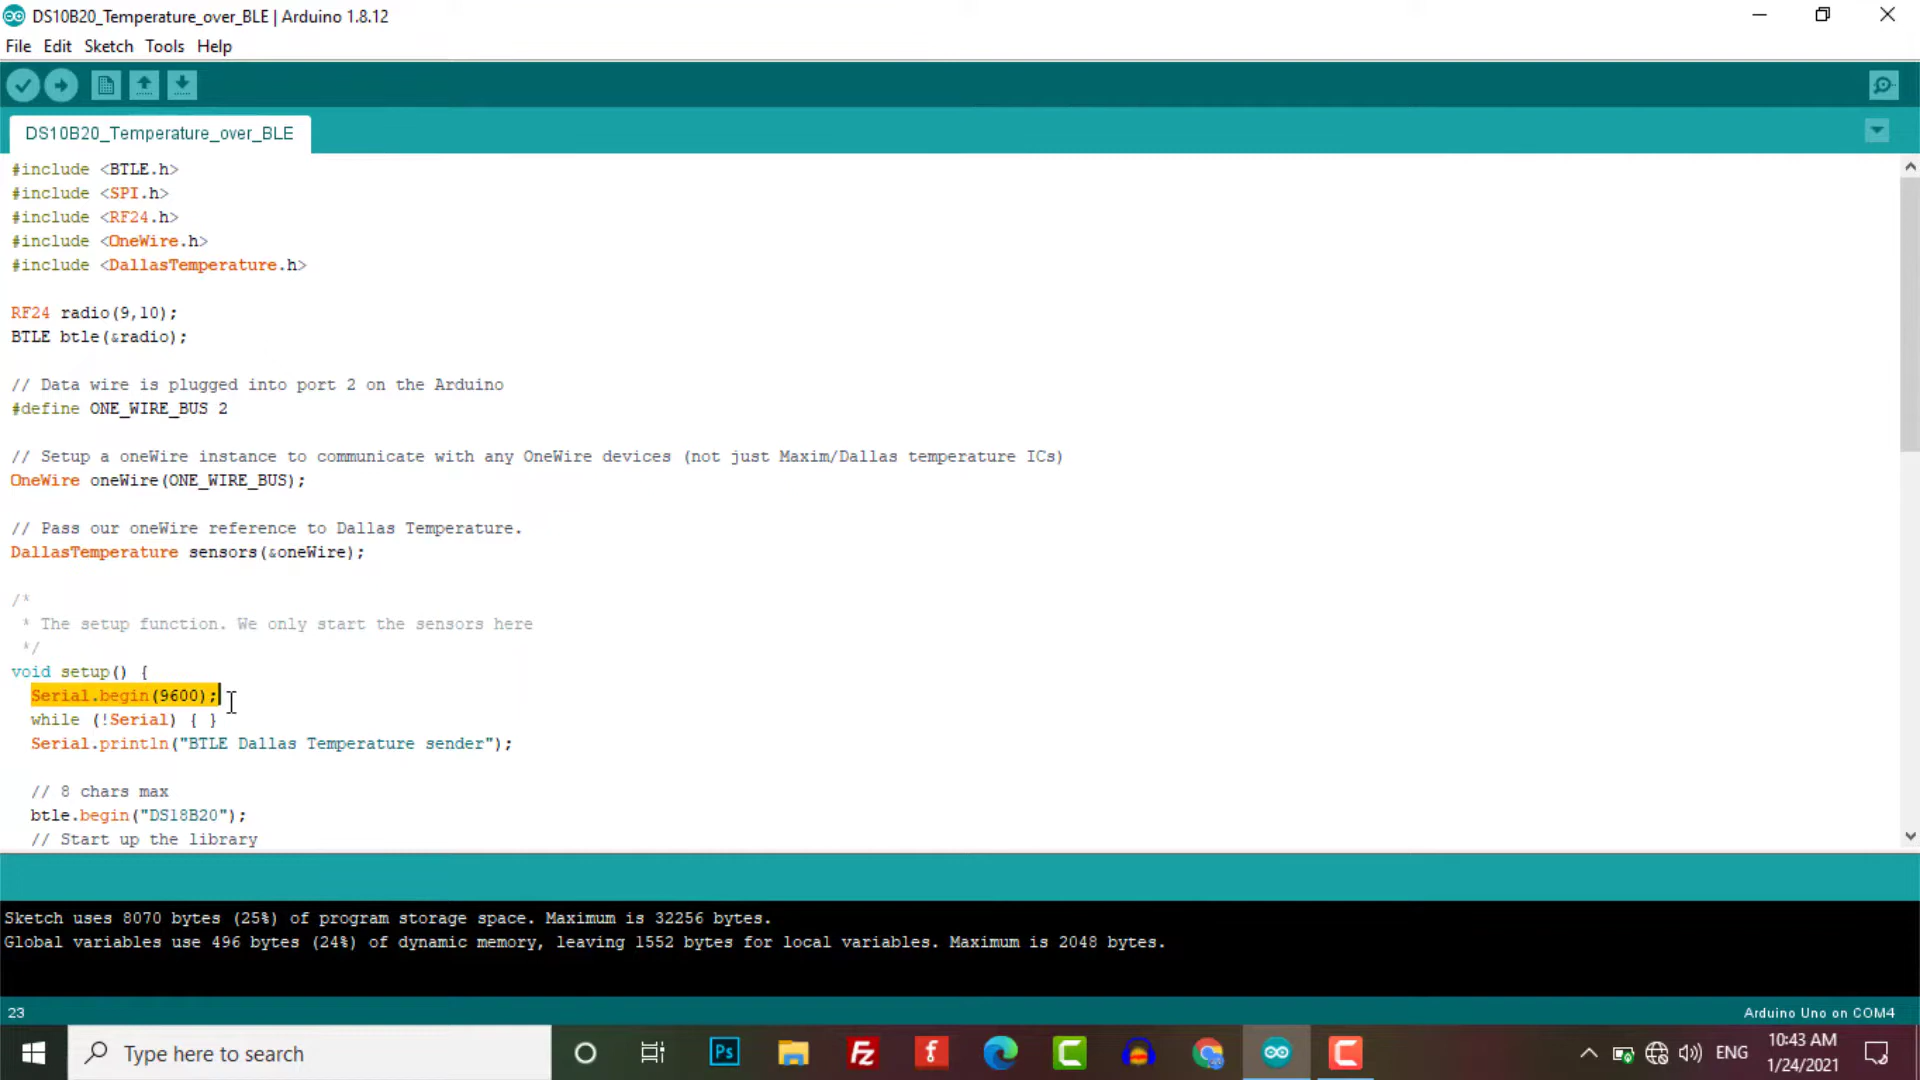 DS10B20_Temperature_over_BLE | Arduino 1.8.12
File Edit Sketch Tools Help
DS10B20_Temperature_over_BLE
#include <BTLE.h>
#include <SPI.h>
#include <RF24.h>
#include <OneWire.h>
#include <DallasTemperature.h>
RF24 radio(9,10);
BTLE btle(&radio);
// Data wire is plugged into port 2 on the Arduino
#define ONE_WIRE_BUS 2
// Setup a oneWire instance to communicate with any OneWire devices (not just Maxim/Dallas temperature ICs)
OneWire oneWire(ONE_WIRE_BUS);
// Pass our oneWire reference to Dallas Temperature.
DallasTemperature sensors(&oneWire);
/*
* The setup function. We only start the sensors here
*/
void setup() {
Serial.begin(9600);
while (!Serial) { }
Serial.println("BTLE Dallas Temperature sender");
// 8 chars max
btle.begin("DS18B20");
// Start up the library
Sketch uses 8070 bytes (25%) of program storage space. Maximum is 32256 bytes.
Global variables use 496 bytes (24%) of dynamic memory, leaving 1552 bytes for local variables. Maximum is 2048 bytes.
23
Arduino Uno on COM4
Type here to search
Ps
Fz
f
ENG
10:43 AM
1/24/2021